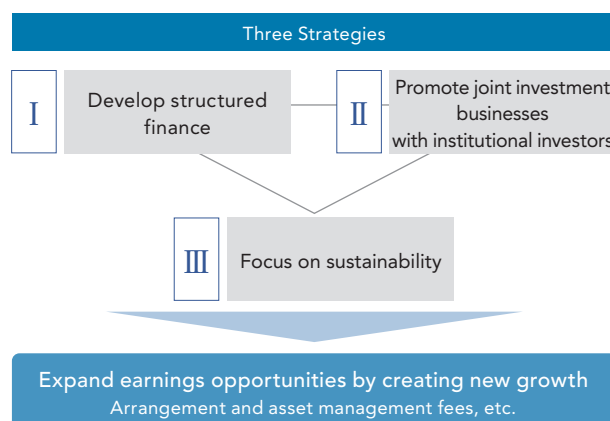 Three Strategies
Ⅰ
Develop structured
finance
Ⅱ
Promote joint investment
businesses
with institutional investors
Ⅲ
Focus on sustainability
Expand earnings opportunities by creating new growth
Arrangement and asset management fees, etc.